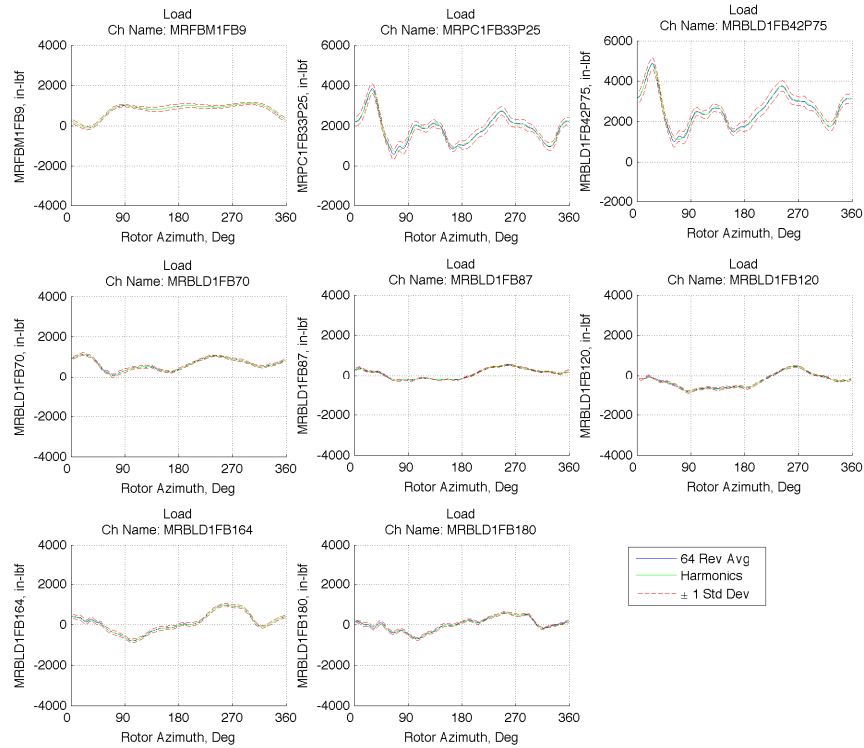 Load
Ch Name: MRFBM1FB9
4000
2000
0
-2000
-4000
MRFBM1FB9, in-lbf
0 90 180 270 360
Rotor Azimuth, Deg
Load
Ch Name: MRPC1FB33P25
6000
4000
2000
0
-2000
MRPC1FB33P25, in-lbf
0 90 180 270 360
Rotor Azimuth, Deg
Load
Ch Name: MRBLD1FB42P75
6000
4000
2000
0
-2000
MRBLD1FB42P75, in-lbf
0 90 180 270 360
Rotor Azimuth, Deg
Load
Ch Name: MRBLD1FB70
4000
2000
0
-2000
-4000
MRBLD1FB70, in-lbf
0 90 180 270 360
Rotor Azimuth, Deg
Load
Ch Name: MRBLD1FB87
4000
2000
0
-2000
-4000
MRBLD1FB87, in-lbf
0 90 180 270 360
Rotor Azimuth, Deg
Load
Ch Name: MRBLD1FB120
4000
2000
0
-2000
-4000
MRBLD1FB120, in-lbf
0 90 180 270 360
Rotor Azimuth, Deg
Load
Ch Name: MRBLD1FB164
4000
2000
0
-2000
-4000
MRBLD1FB164, in-lbf
0 90 180 270 360
Rotor Azimuth, Deg
Load
Ch Name: MRBLD1FB180
4000
2000
0
-2000
-4000
MRBLD1FB180, in-lbf
0 90 180 270 360
Rotor Azimuth, Deg
64 Rev Avg
Harmonics
± 1 Std Dev